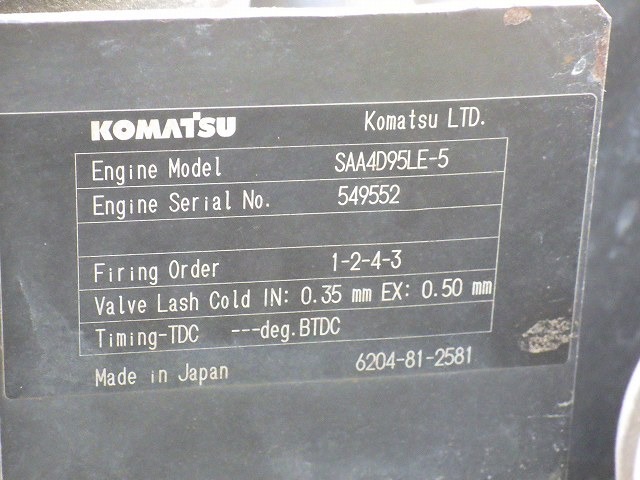 KOMATSU Komatsu LTD.
Engine Model SAA4D95LE-5
Engine Serial No. 549552
Firing Order 1-2-4-3
Valve Lash Cold IN: 0.35 mm EX: 0.50 mm
Timing-TDC ---deg.BTDC
Made in Japan 6204-81-2581